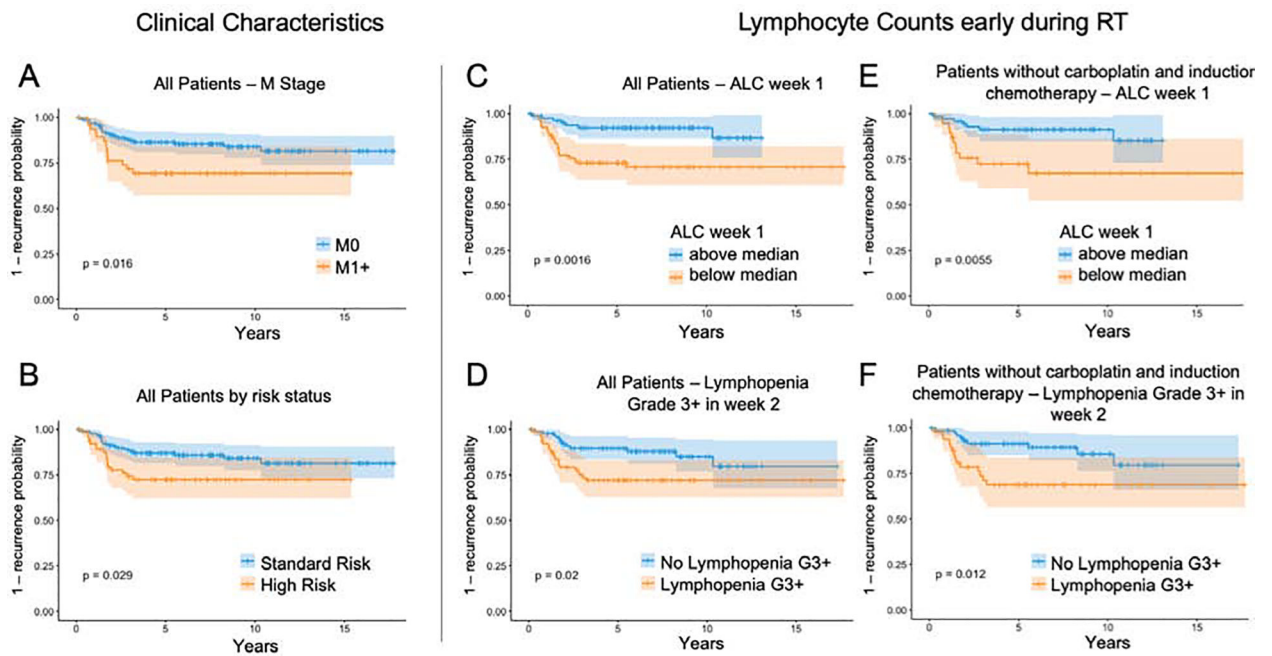 Clinical Characteristics
Lymphocyte Counts early during RT
A
All Patients – M Stage
1 – recurrence probability
1.00
0.75
0.50
0.25
0.00
p = 0.016
M0
M1+
0 5 10 15
Years
B
All Patients by risk status
1 – recurrence probability
1.00
0.75
0.50
0.25
0.00
p = 0.029
Standard Risk
High Risk
0 5 10 15
Years
C
All Patients – ALC week 1
1 – recurrence probability
1.00
0.75
0.50
0.25
0.00
p = 0.0016
ALC week 1
above median
below median
0 5 10 15
Years
D
All Patients – Lymphopenia
Grade 3+ in week 2
1 – recurrence probability
1.00
0.75
0.50
0.25
0.00
p = 0.02
No Lymphopenia G3+
Lymphopenia G3+
0 5 10 15
Years
E
Patients without carboplatin and induction
chemotherapy – ALC week 1
1 – recurrence probability
1.00
0.75
0.50
0.25
0.00
p = 0.0055
ALC week 1
above median
below median
0 5 10 15
Years
F
Patients without carboplatin and induction
chemotherapy – Lymphopenia Grade 3+ in
week 2
1 – recurrence probability
1.00
0.75
0.50
0.25
0.00
p = 0.012
No Lymphopenia G3+
Lymphopenia G3+
0 5 10 15
Years